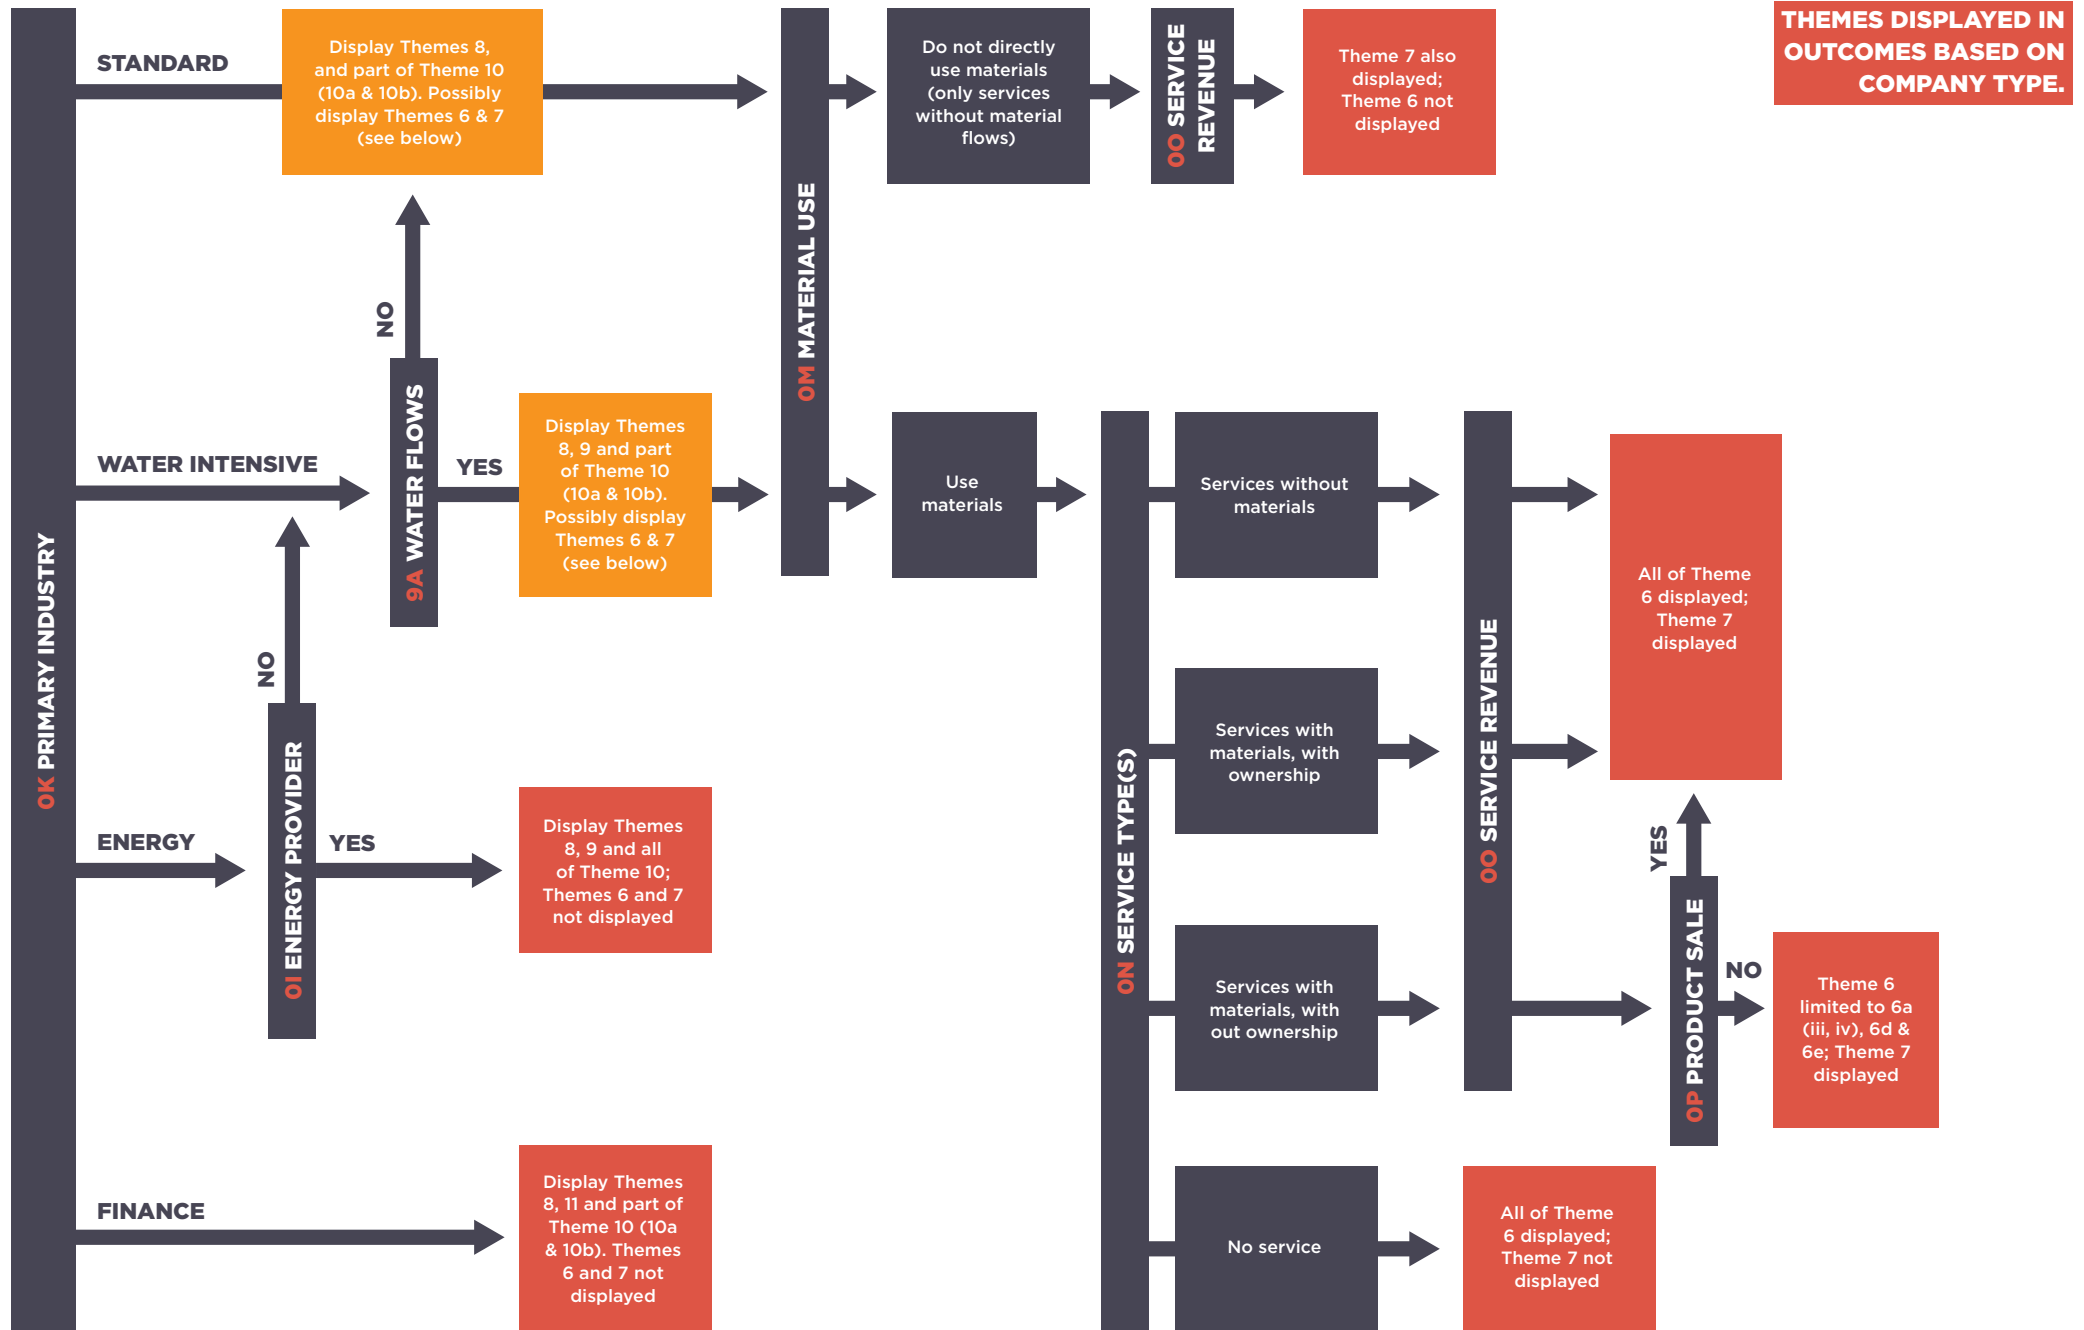 THEMES DISPLAYED IN
OUTCOMES BASED ON
COMPANY TYPE.
0K PRIMARY INDUSTRY
STANDARD
Display Themes 8,
and part of Theme 10
(10a & 10b). Possibly
display Themes 6 & 7
(see below)
0M MATERIAL USE
Do not directly
use materials
(only services
without material
flows)
0O SERVICE
REVENUE
Theme 7 also
displayed;
Theme 6 not
displayed
NO
WATER INTENSIVE
9A WATER FLOWS
YES
Display Themes
8, 9 and part
of Theme 10
(10a & 10b).
Possibly display
Themes 6 & 7
(see below)
Use
materials
0N SERVICE TYPE(S)
Services without
materials
0O SERVICE REVENUE
All of Theme
6 displayed;
Theme 7
displayed
Services with
materials, with
ownership
NO
ENERGY
0I ENERGY PROVIDER
YES
Display Themes
8, 9 and all
of Theme 10;
Themes 6 and 7
not displayed
Services with
materials, with
out ownership
YES
0P PRODUCT SALE
NO
Theme 6
limited to 6a
(iii, iv), 6d &
6e; Theme 7
displayed
FINANCE
Display Themes
8, 11 and part of
Theme 10 (10a
& 10b). Themes
6 and 7 not
displayed
No service
All of Theme
6 displayed;
Theme 7 not
displayed